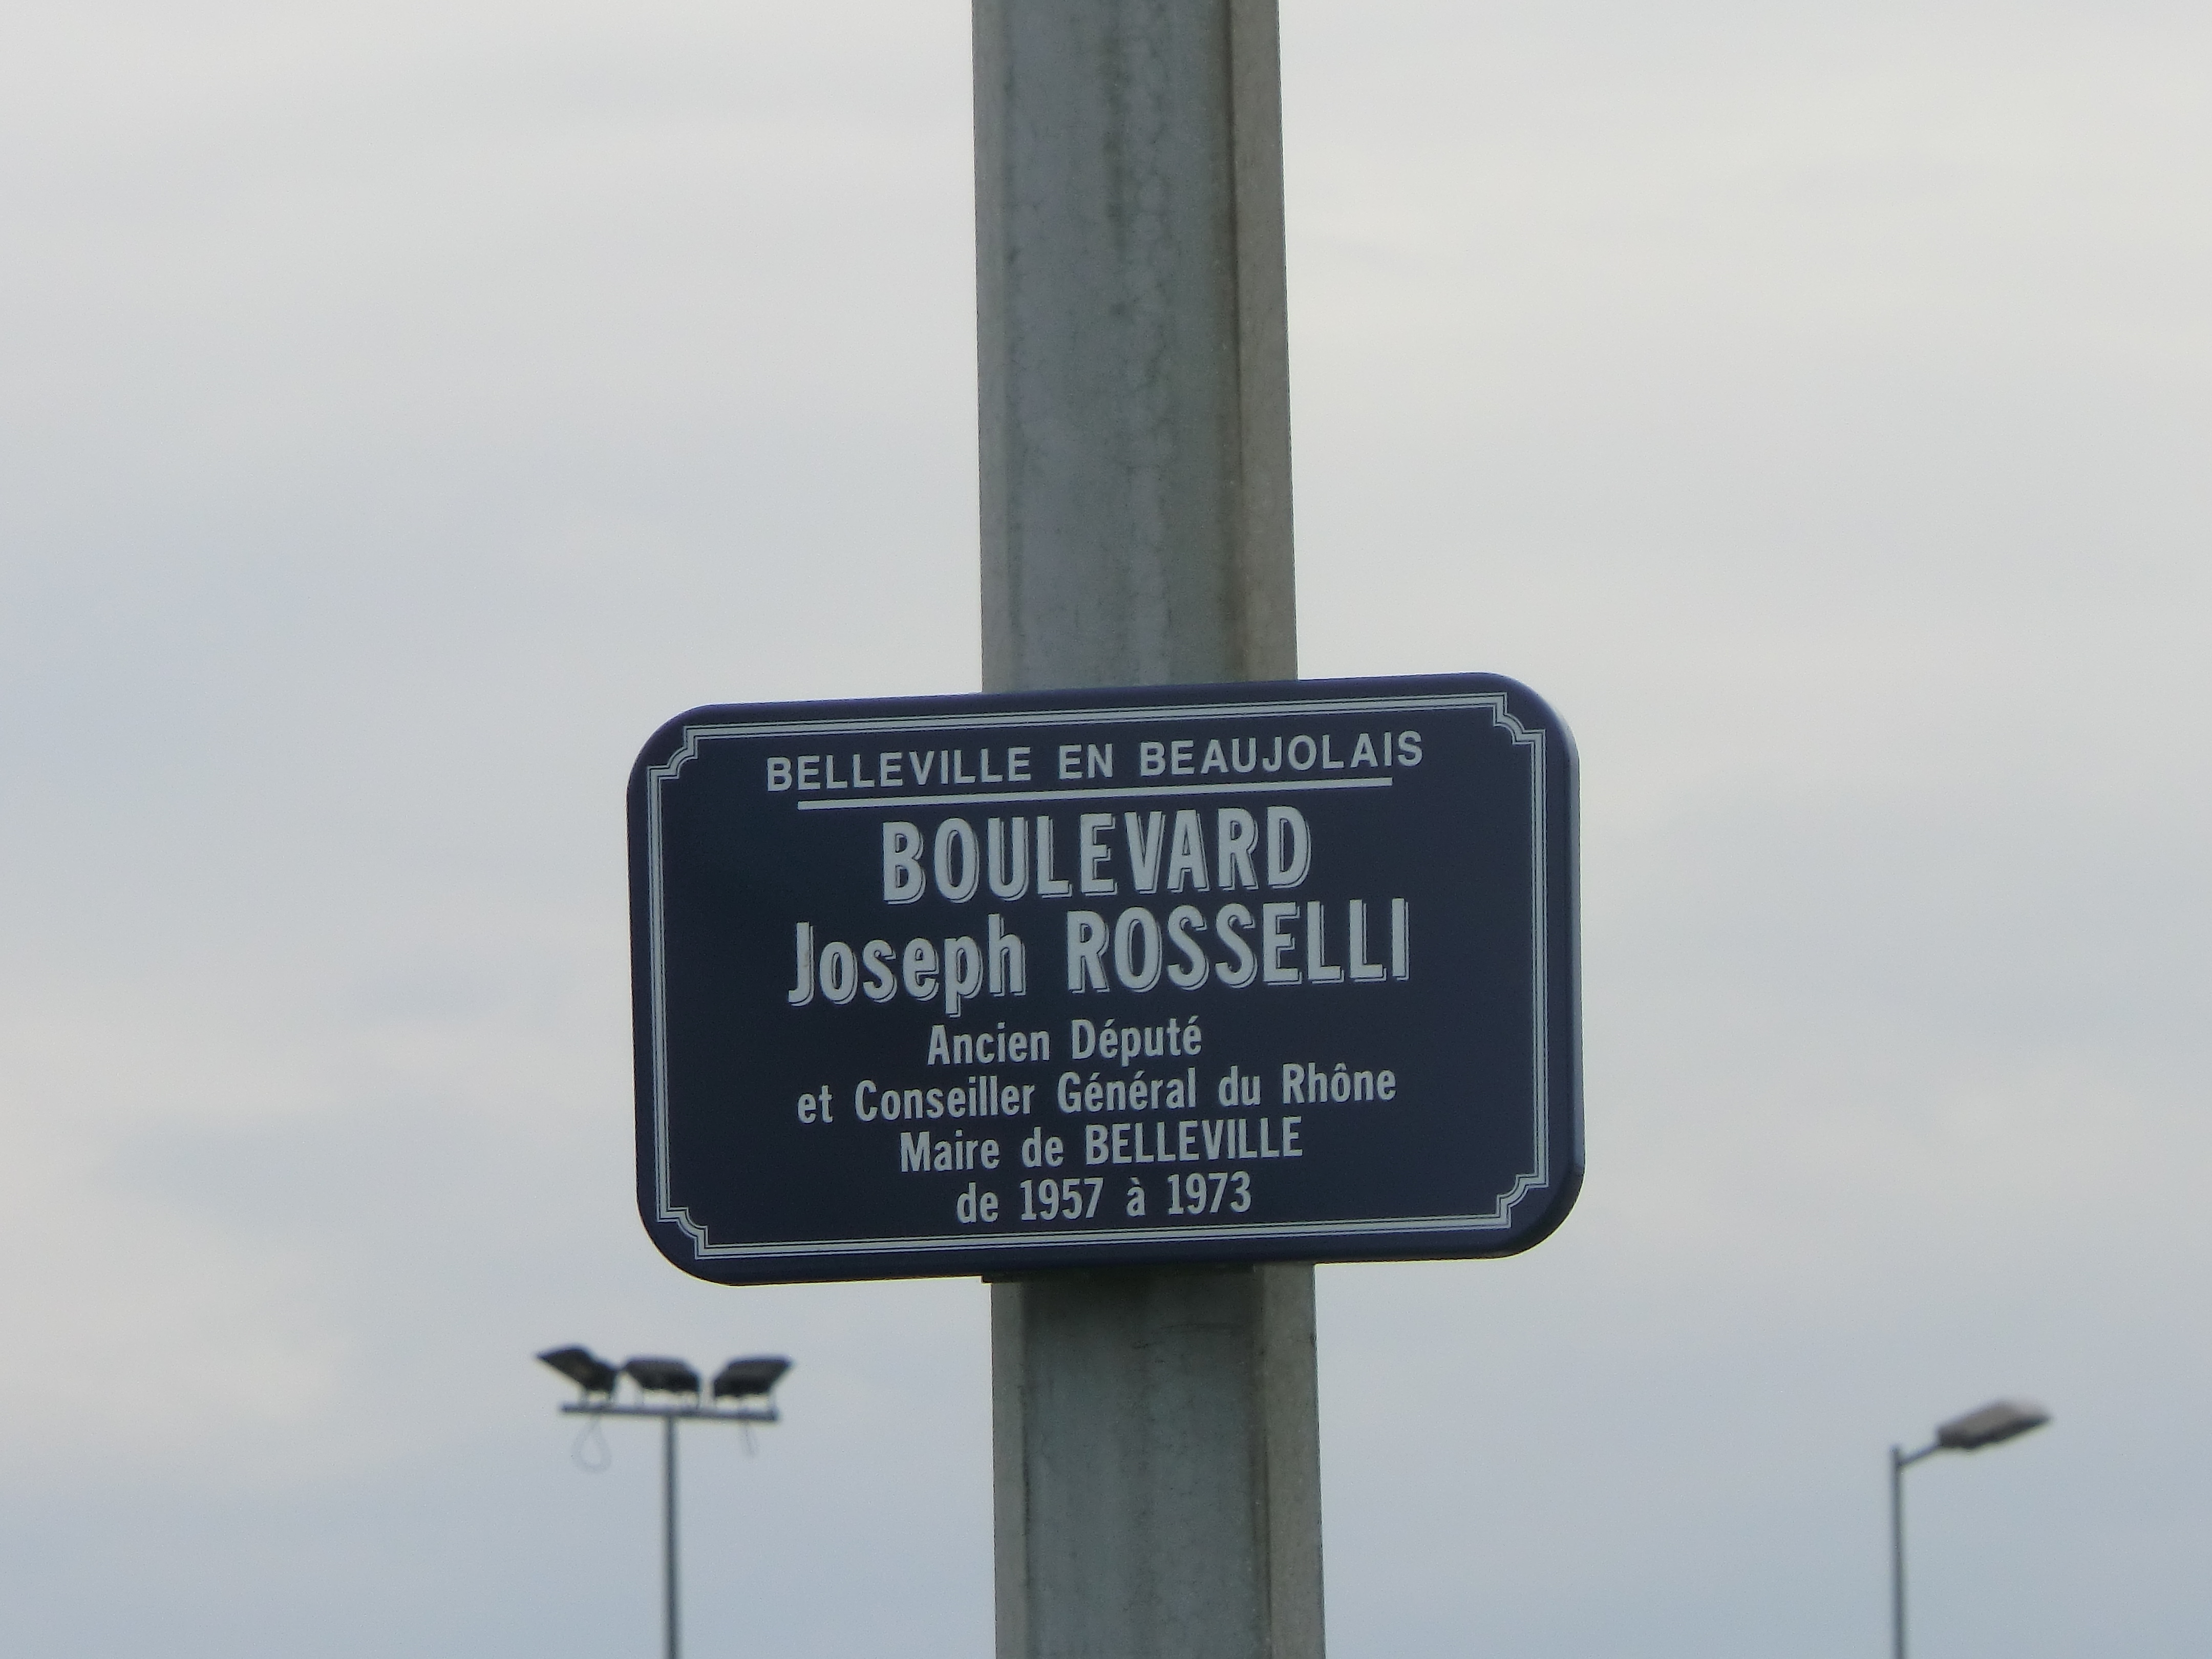 BELLEVILLE EN BEAUJOLAIS
BOULEVARD
Joseph ROSSELLI
Ancien Député
et Conseiller Général du Rhône
Maire de BELLEVILLE
de 1957 à 1973